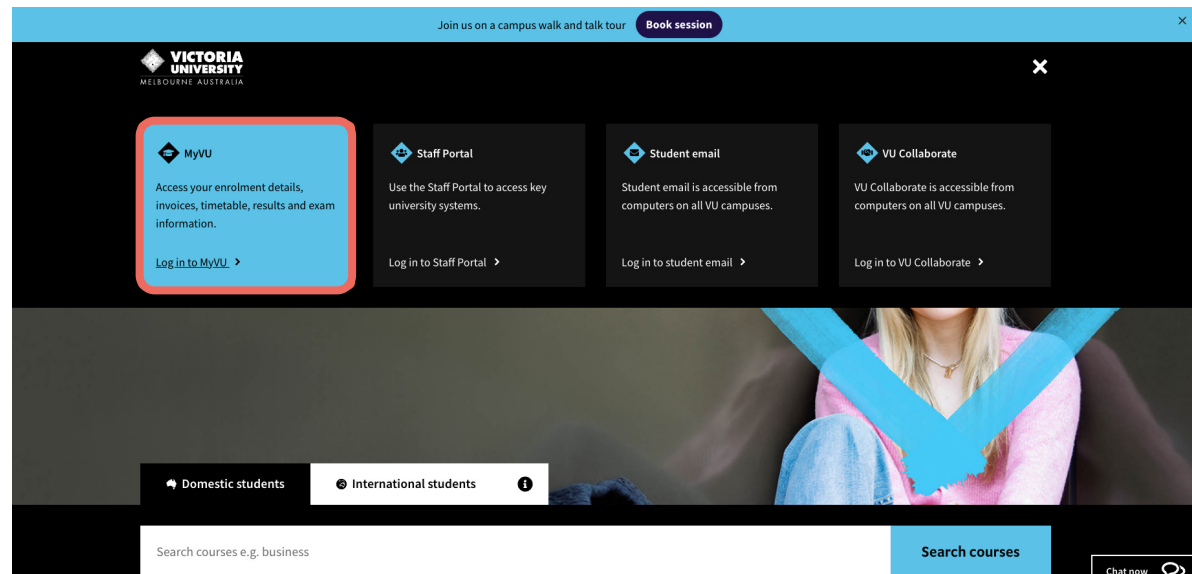 Join us on a campus walk and talk tour Book session
VICTORIA
UNIVERSITY
MELBOURNE AUSTRALIA
MyVU
Access your enrolment details,
invoices, timetable, results and exam
information.
Log in to MyVU
Staff Portal
Use the Staff Portal to access key
university systems.
Log in to Staff Portal
Student email
Student email is accessible from
computers on all VU campuses.
Log in to student email
VU Collaborate
VU Collaborate is accessible from
computers on all VU campuses.
Log in to VU Collaborate
Domestic students International students
Search courses e.g. business Search courses
Chat now